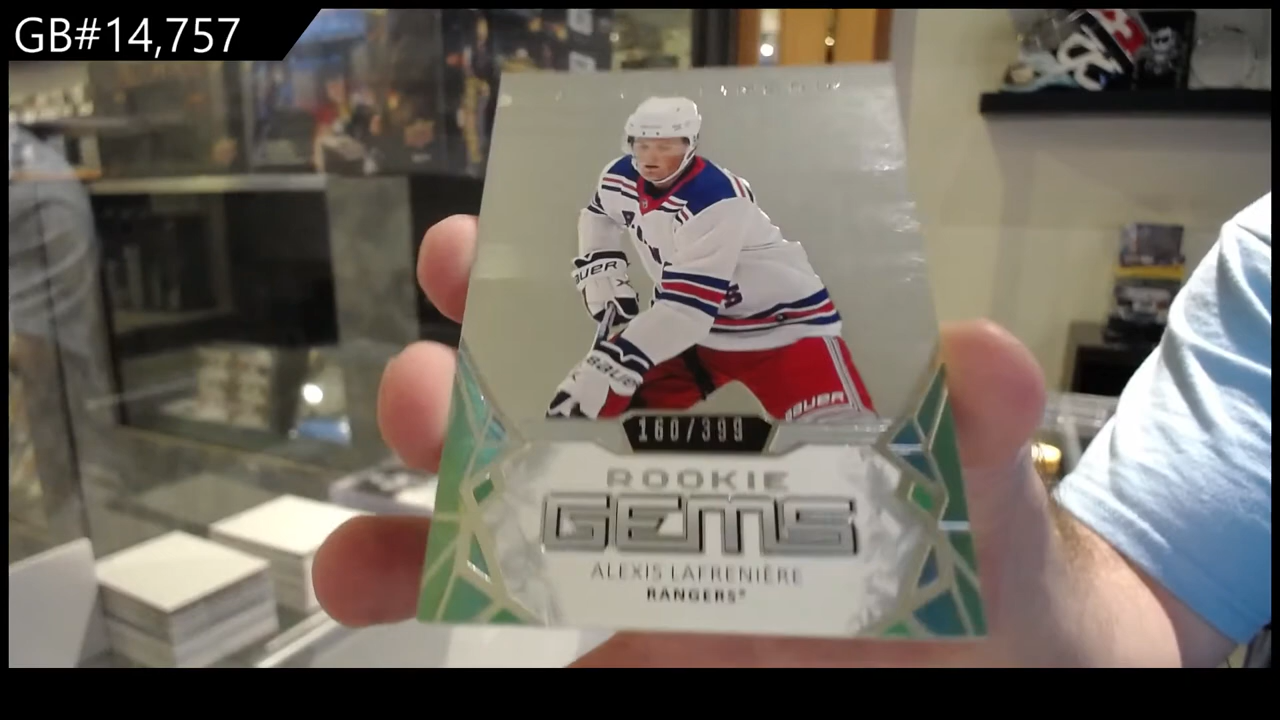 GB#14,757
BAUER
BAUER
BAUER
160/399
ROOKIE
GEMS
ALEXIS LAFRENIÈRE
RANGERS®